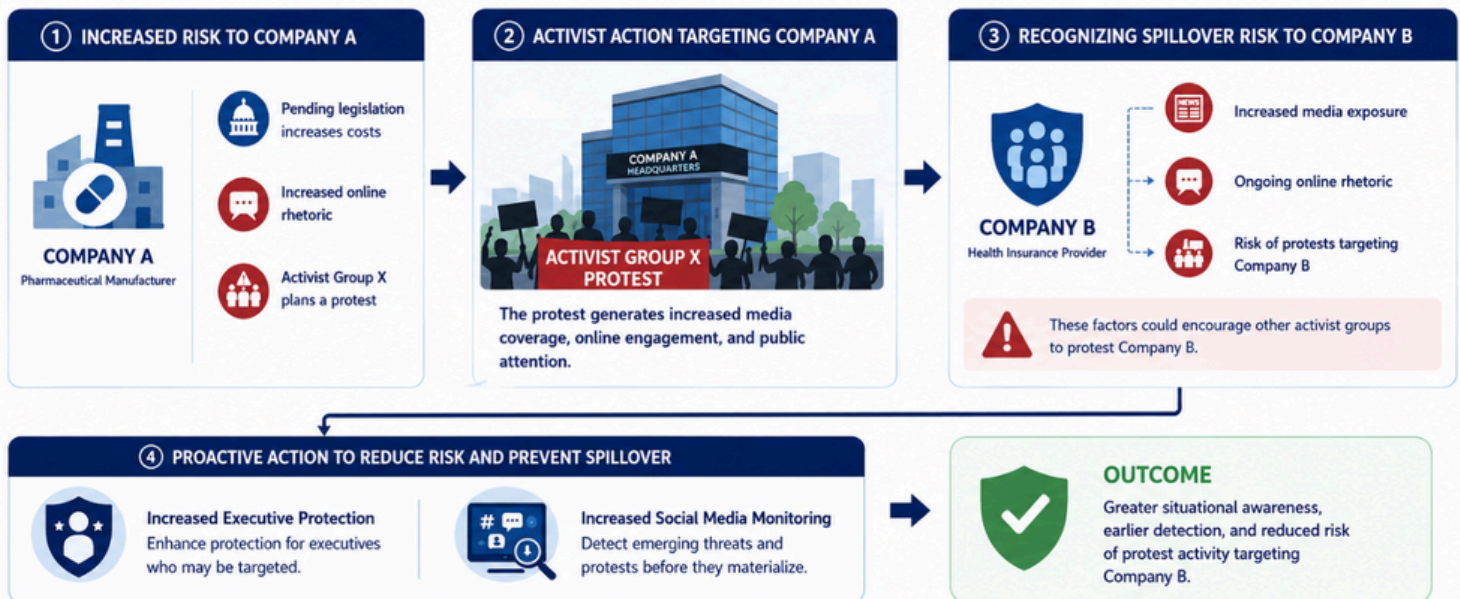 ① INCREASED RISK TO COMPANY A
COMPANY A
Pharmaceutical Manufacturer
Pending legislation
increases costs
Increased online
rhetoric
Activist Group X
plans a protest
② ACTIVIST ACTION TARGETING COMPANY A
COMPANY A
HEADQUARTERS
ACTIVIST GROUP X
PROTEST
The protest generates increased media
coverage, online engagement, and public
attention.
③ RECOGNIZING SPILLOVER RISK TO COMPANY B
COMPANY B
Health Insurance Provider
NEWS
Increased media exposure
Ongoing online rhetoric
Risk of protests targeting
Company B
These factors could encourage other activist groups
to protest Company B.
④ PROACTIVE ACTION TO REDUCE RISK AND PREVENT SPILLOVER
Increased Executive Protection
Enhance protection for executives
who may be targeted.
#
Increased Social Media Monitoring
Detect emerging threats and
protests before they materialize.
OUTCOME
Greater situational awareness,
earlier detection, and reduced risk
of protest activity targeting
Company B.